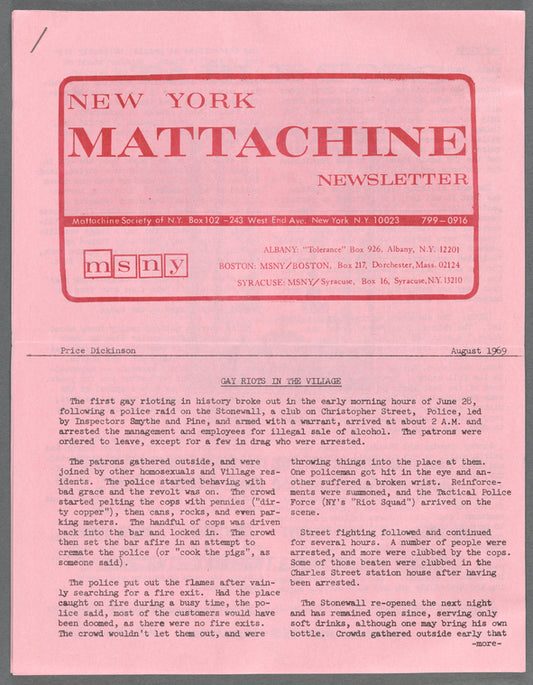 NEW YORK
MATTACHINE
NEWSLETTER
Mattachine Society of N.Y. Box 102 - 243 West End Ave. New York N.Y. 10023 799-0916
msny
ALBANY: "Tolerance" Box 926, Albany, N.Y. 12201
BOSTON: MSNY/BOSTON, Box 217, Dorchester, Mass. 02124
SYRACUSE: MSNY/Syracuse, Box 16, Syracuse, N.Y. 13210
Price Dickinson August 1969
GAY RIOTS IN THE VILLAGE
The first gay rioting in history broke out in the early morning hours of June 28,
following a police raid on the Stonewall, a club on Christopher Street, Police, led
by Inspectors Smythe and Pine, and armed with a warrant, arrived at about 2 A.M. and
arrested the management and employees for illegal sale of alcohol. The patrons were
ordered to leave, except for a few in drag who were arrested.
The patrons gathered outside, and were
joined by other homosexuals and Village res-
idents. The police started behaving with
bad grace and the revolt was on. The crowd
started pelting the cops with pennies ("dir-
ty copper"), then cans, rocks, and even par-
king meters. The handful of cops was driven
back into the bar and locked in. The crowd
then set the bar afire in an attempt to
cremate the police (or "cook the pigs", as
someone said).
The police put out the flames after vain-
ly searching for a fire exit. Had the place
caught on fire during a busy time, the po-
lice said, most of the customers would have
been doomed, as there were no fire exits.
The crowd wouldn't let them out, and were
throwing things into the place at them.
One policeman got hit in the eye and an-
other suffered a broken wrist. Reinforce-
ments were summoned, and the Tactical Police
Force (NY's "Riot Squad") arrived on the
scene.
Street fighting followed and continued
for several hours. A number of people were
arrested, and more were clubbed by the cops.
Some of those beaten were clubbed in the
Charles Street station house after having
been arrested.
The Stonewall re-opened the next night
and has remained open since, serving only
soft drinks, although one may bring his own
bottle. Crowds gathered outside early that
-more-